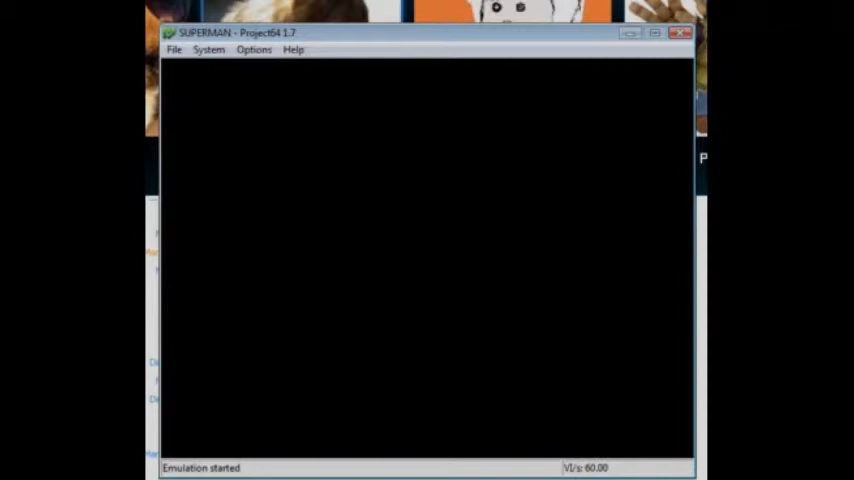 SUPERMAN - Project64 1.7
File System Options Help
P
Emulation started
VI/s: 60.00